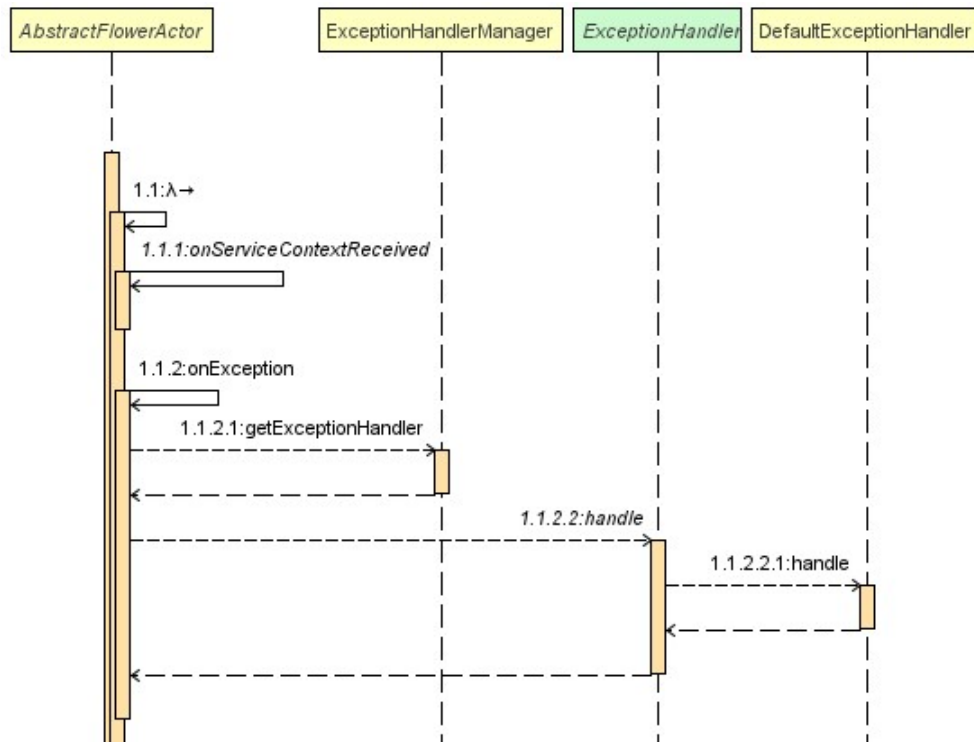 AbstractFlowerActor
ExceptionHandlerManager
ExceptionHandler
DefaultExceptionHandler
1.1:λ→
1.1.1:onServiceContextReceived
1.1.2:onException
1.1.2.1:getExceptionHandler
1.1.2.2:handle
1.1.2.2.1:handle